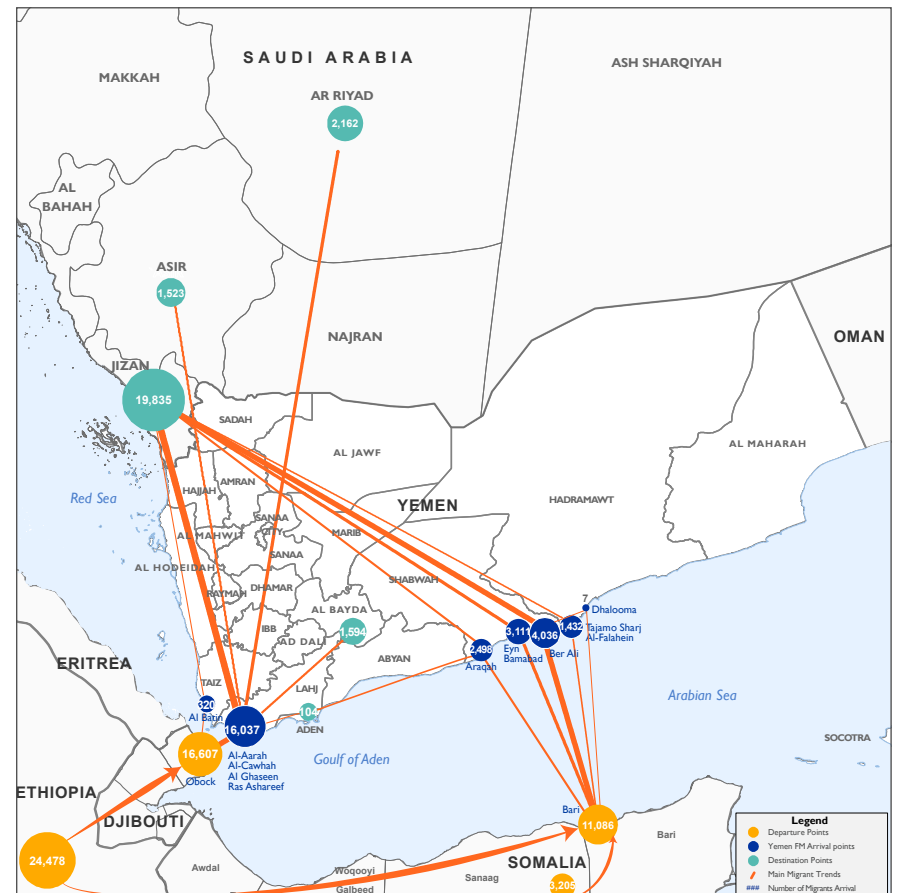 SAUDI ARABIA
MAKKAH
ASH SHARQIYAH
AR RIYAD
2,162
AL
BAHAH
ASIR
1,523
NAJRAN
OMAN
JIZAN
19,835
SADAH
AL JAWF
AL MAHARAH
AMRAN
HAJJAH
Red Sea
YEMEN
HADRAMAWT
SANAA
CITY
MARIB
AL MAHWIT
SANAA
AL HODEIDAH
SHABWAH
DHAMAR
RAYMAH
AL BAYDA
7
Dhalooma
1,594
IBB
AD DALI
3,111
4,036
1,432
Tajamo Sharj
Al-Falahein
Eyn
Bamabad
Ber Ali
2,498
Araqah
ABYAN
ERITREA
TAIZ
LAHJ
Arabian Sea
320
Al Batin
104
ADEN
16,037
SOCOTRA
16,607
Obock
Al-Aarah
Al-Cawhah
Al Ghaseen
Ras Ashareef
Goulf of Aden
ETHIOPIA
DJIBOUTI
Bari
11,086
Bari
24,478
Awdal
Woqooyi
Galbeed
Sanaag
SOMALIA
3,205
Legend
Departure Points
Yemen FM Arrival points
Destination Points
Main Migrant Trends
### Number of Migrants Arrival